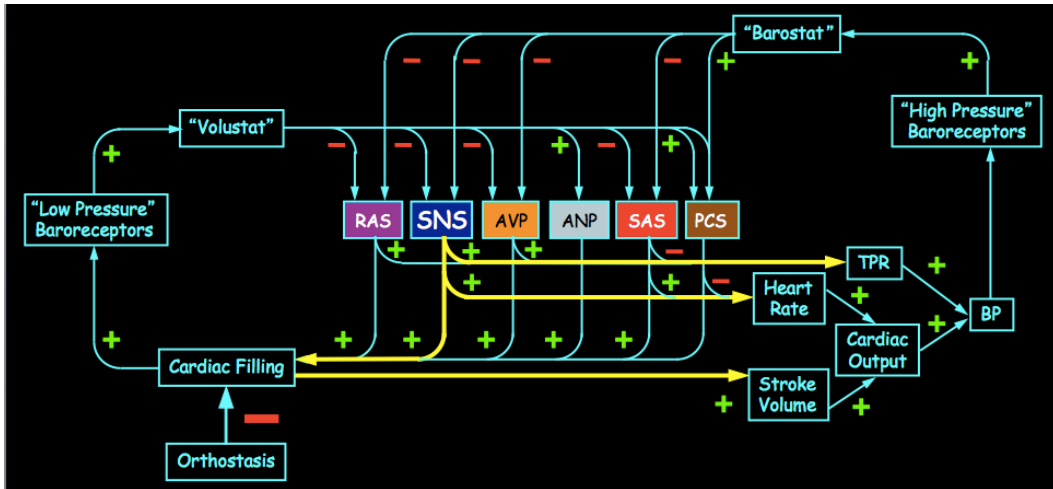 “Barostat”
“High Pressure”
Baroreceptors
“Volustat”
“Low Pressure”
Baroreceptors
RAS
SNS
AVP
ANP
SAS
PCS
TPR
Heart
Rate
BP
Cardiac
Output
Cardiac Filling
Stroke
Volume
Orthostasis